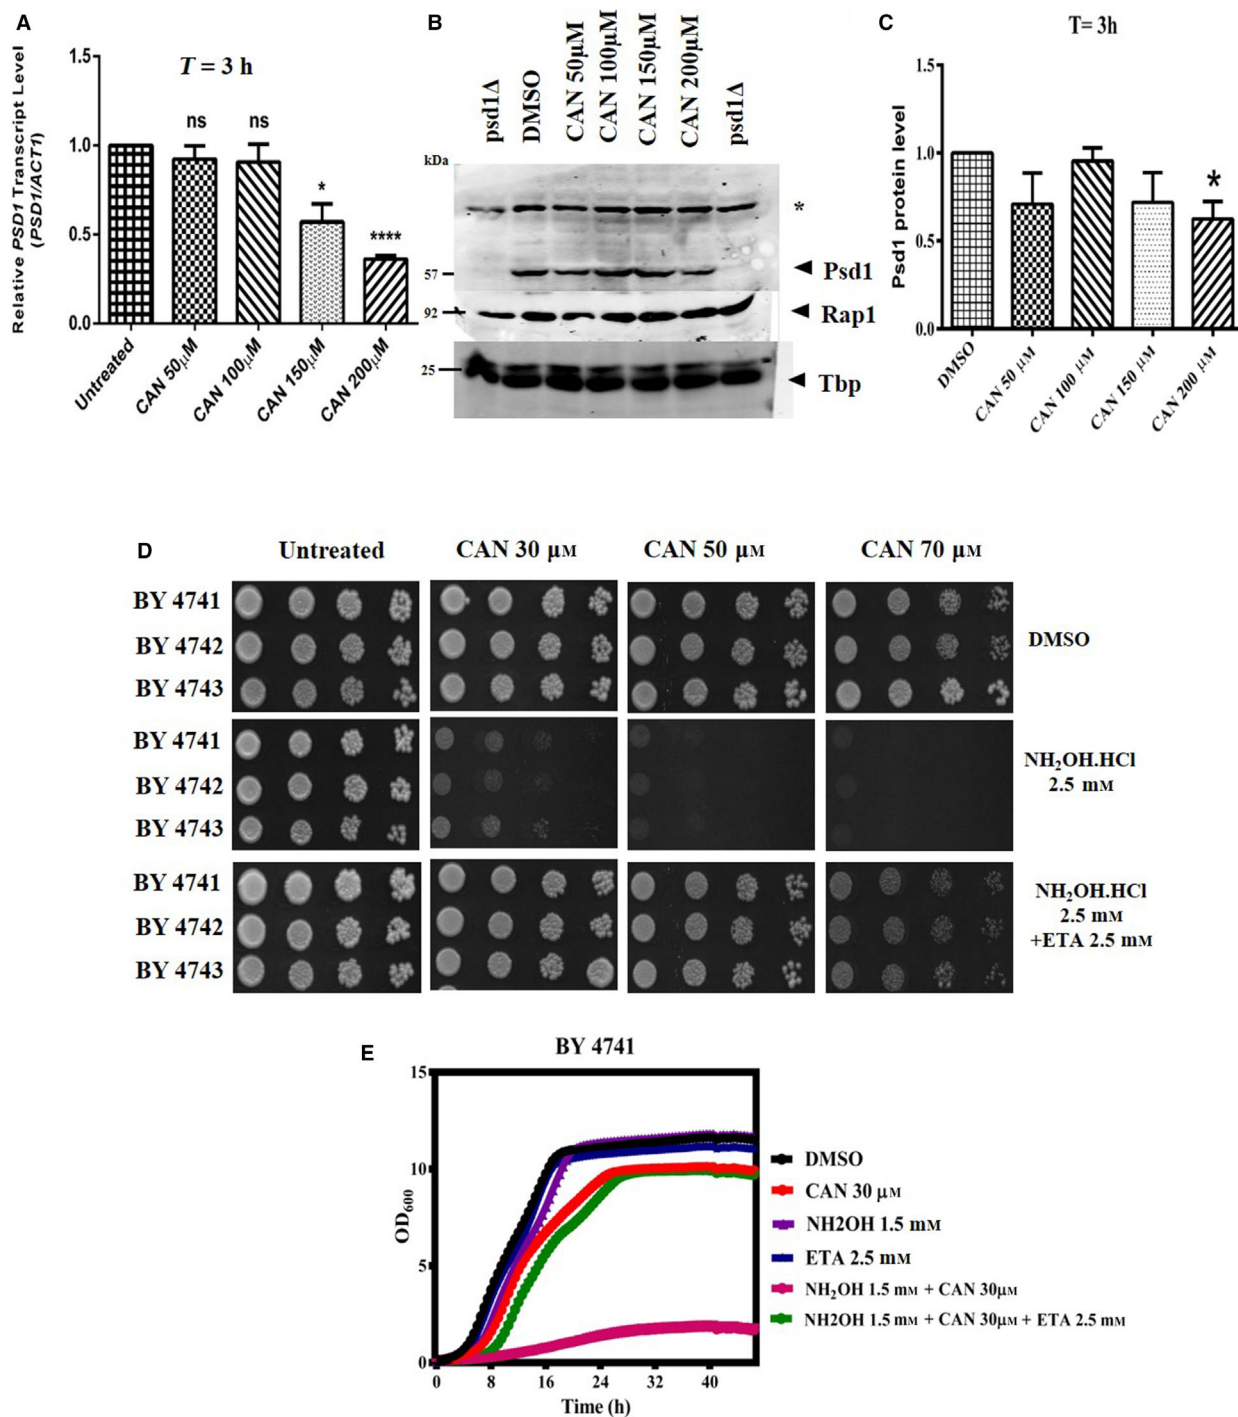 A
T = 3 h
Relative PSD1 Transcript Level
(PSD1/ACT1)
1.5
1.0
0.5
0.0
ns
ns
*
****
Untreated
CAN 50µM
CAN 100µM
CAN 150µM
CAN 200µM
B
psd1Δ
DMSO
CAN 50µM
CAN 100µM
CAN 150µM
CAN 200µM
psd1Δ
kDa
*
57
Psd1
92
Rap1
25
Tbp
C
T= 3h
Psd1 protein level
1.5
1.0
0.5
0.0
*
DMSO
CAN 50 µM
CAN 100 µM
CAN 150 µM
CAN 200 µM
D
Untreated
CAN 30 µM
CAN 50 µM
CAN 70 µM
BY 4741
BY 4742
BY 4743
DMSO
BY 4741
BY 4742
BY 4743
NH₂OH.HCl
2.5 mM
BY 4741
BY 4742
BY 4743
NH₂OH.HCl
2.5 mM
+ETA 2.5 mM
E
BY 4741
OD₆₀₀
15
10
5
0
0
8
16
24
32
40
Time (h)
DMSO
CAN 30 µM
NH2OH 1.5 mM
ETA 2.5 mM
NH₂OH 1.5 mM + CAN 30µM
NH2OH 1.5 mM + CAN 30µM + ETA 2.5 mM